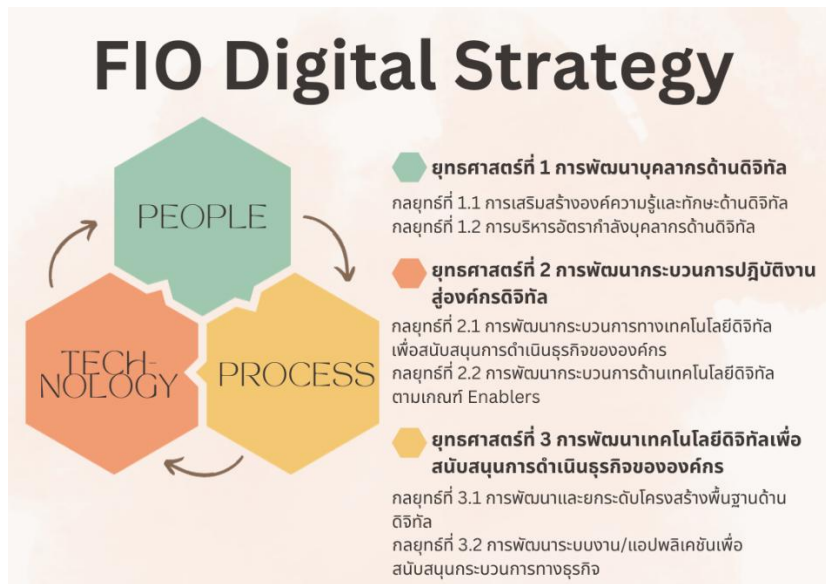 FIO Digital Strategy
PEOPLE
TECH-
NOLOGY
PROCESS
ยุทธศาสตร์ที่ 1 การพัฒนาบุคลากรด้านดิจิทัล
กลยุทธ์ที่ 1.1 การเสริมสร้างองค์ความรู้และทักษะด้านดิจิทัล
กลยุทธ์ที่ 1.2 การบริหารอัตรากำลังบุคลากรด้านดิจิทัล
ยุทธศาสตร์ที่ 2 การพัฒนากระบวนการปฏิบัติงาน
สู่องค์กรดิจิทัล
กลยุทธ์ที่ 2.1 การพัฒนากระบวนการทางเทคโนโลยีดิจิทัล
เพื่อสนับสนุนการดำเนินธุรกิจขององค์กร
กลยุทธ์ที่ 2.2 การพัฒนากระบวนการด้านเทคโนโลยีดิจิทัล
ตามเกณฑ์ Enablers
ยุทธศาสตร์ที่ 3 การพัฒนาเทคโนโลยีดิจิทัลเพื่อ
สนับสนุนการดำเนินธุรกิจขององค์กร
กลยุทธ์ที่ 3.1 การพัฒนาและยกระดับโครงสร้างพื้นฐานด้าน
ดิจิทัล
กลยุทธ์ที่ 3.2 การพัฒนาระบบงาน/แอปพลิเคชันเพื่อ
สนับสนุนกระบวนการทางธุรกิจ